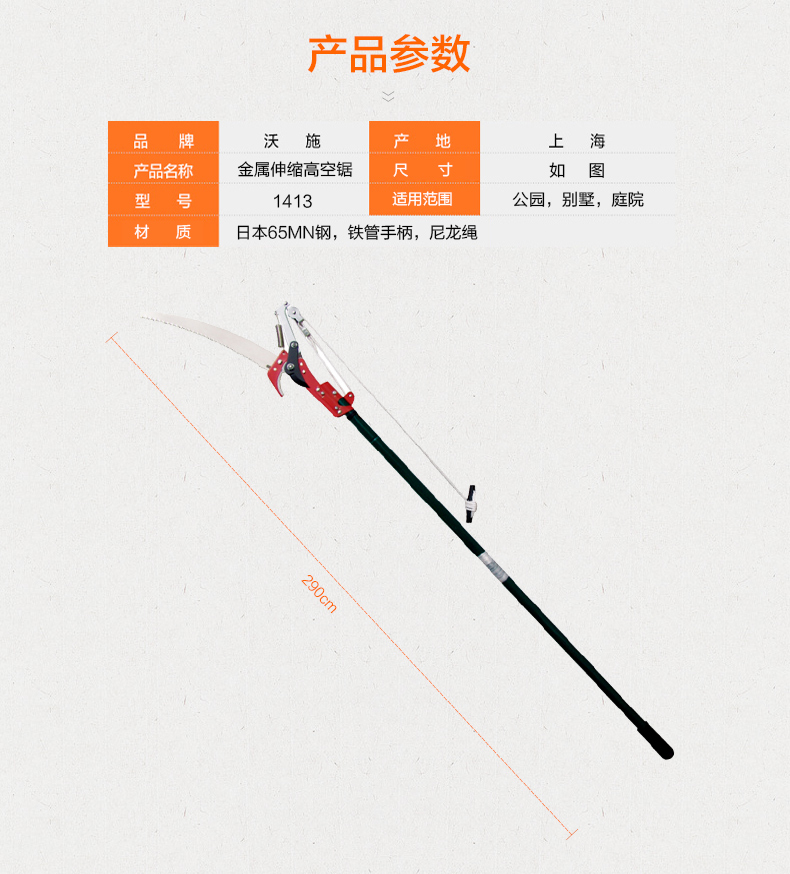 产品参数
品 牌 沃 施 产 地 上 海
产品名称 金属伸缩高空锯 尺 寸 如 图
型 号 1413 适用范围 公园，别墅，庭院
材 质 日本65MN钢，铁管手柄，尼龙绳
290cm